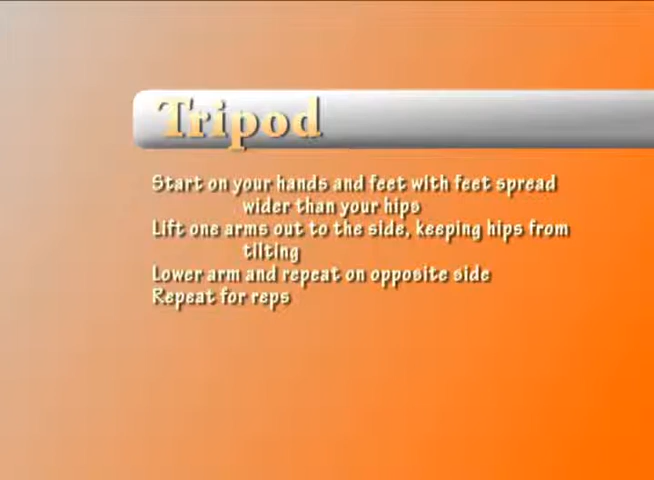 Tripod
Start on your hands and feet with feet spread
wider than your hips
Lift one arms out to the side, keeping hips from
tilting
Lower arm and repeat on opposite side
Repeat for reps